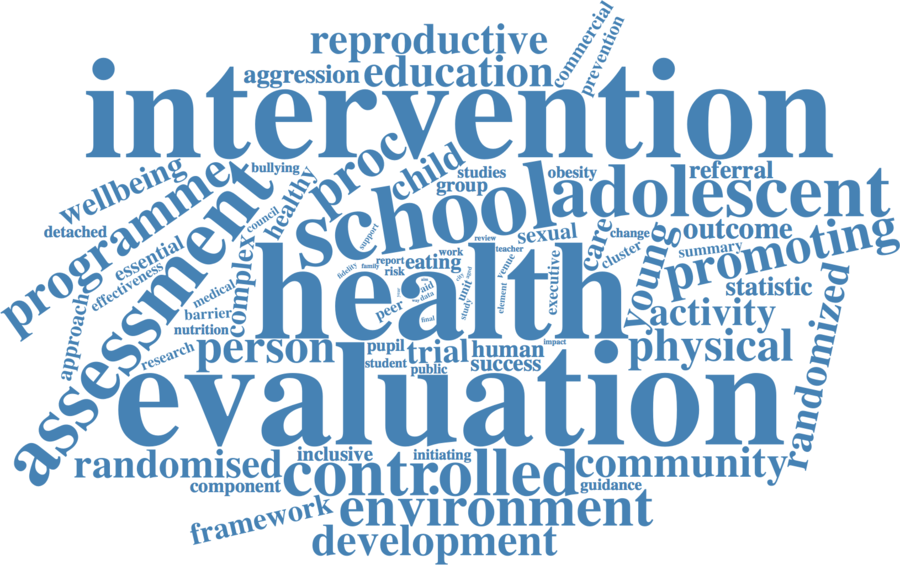 commercial
prevention
reproductive
aggression
education
intervention
wellbeing
bullying
proc
child
studies
obesity
referral
programme
assessment
healthy
group
school
adolescent
detached
council
support
sexual
care
change
outcome
essential
effectiveness
complex
review
teacher
work
cluster
young
summary
promoting
fidelity
family
report
risk
eating
venue
executive
statistic
approach
medical
barrier
nutrition
health
peer
aid
data
unit
city
aged
study
element
final
activity
randomized
research
person
pupil
trial
human
impact
physical
student
public
success
evaluation
randomised
inclusive
initiating
controlled
community
component
guidance
framework
environment
development